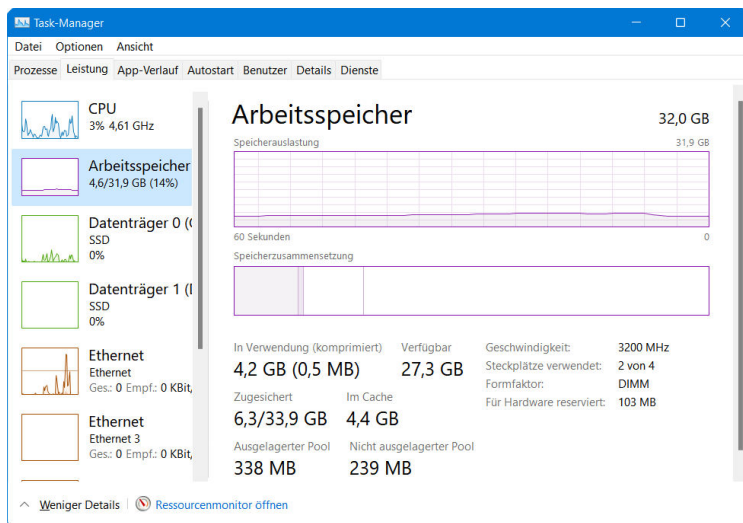 Task-Manager
Datei Optionen Ansicht
Prozesse Leistung App-Verlauf Autostart Benutzer Details Dienste
CPU
3% 4,61 GHz
Arbeitsspeicher
4,6/31,9 GB (14%)
Datenträger 0 (
SSD
0%
Datenträger 1 (
SSD
0%
Ethernet
Ethernet
Ges.: 0 Empf.: 0 KBit,
Ethernet
Ethernet 3
Ges.: 0 Empf.: 0 KBit,
Arbeitsspeicher 32,0 GB
Speicherauslastung 31,9 GB
60 Sekunden 0
Speicherzusammensetzung
In Verwendung (komprimiert) Verfügbar
4,2 GB (0,5 MB) 27,3 GB
Zugesichert Im Cache
6,3/33,9 GB 4,4 GB
Ausgelagerter Pool Nicht ausgelagerter Pool
338 MB 239 MB
Geschwindigkeit: 3200 MHz
Steckplätze verwendet: 2 von 4
Formfaktor: DIMM
Für Hardware reserviert: 103 MB
Weniger Details Ressourcenmonitor öffnen